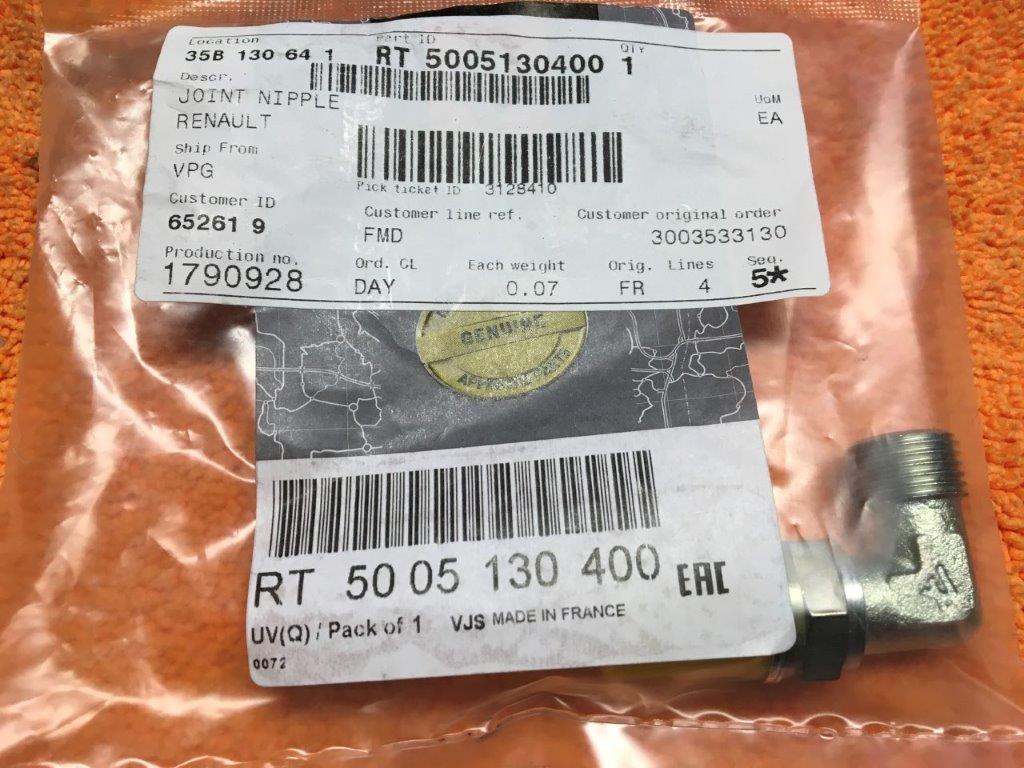 Location Part ID QTY
35B 130 64 1 RT 5005130400 1
Descr.
JOINT NIPPLE UoM
RENAULT EA
Ship From
VPG
Pick ticket ID 3128410
Customer ID Customer line ref. Customer original order
65261 9 FMD 3003533130
Production no. Ord. CL Each weight Orig. Lines Seq.
1790928 DAY 0.07 FR 4 5*
GENUINE
APPROVED PARTS
RT 50 05 130 400 EAC
UV(Q) / Pack of 1 VJS MADE IN FRANCE
0072